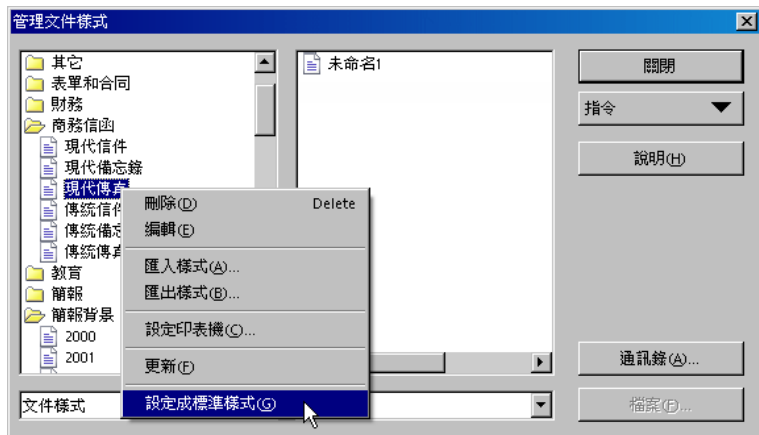 管理文件樣式
其它
表單和合同
財務
商務信函
現代信件
現代備忘錄
現代傳真
傳統信件
傳統備忘
傳統傳真
教育
簡報
簡報背景
2000
2001
未命名1
關閉
指令
說明(H)
刪除(D) Delete
編輯(E)
匯入樣式(A)...
匯出樣式(B)...
設定印表機(C)...
更新(F)
設定成標準樣式(G)
文件樣式
通訊錄(A)...
檔案(P)...